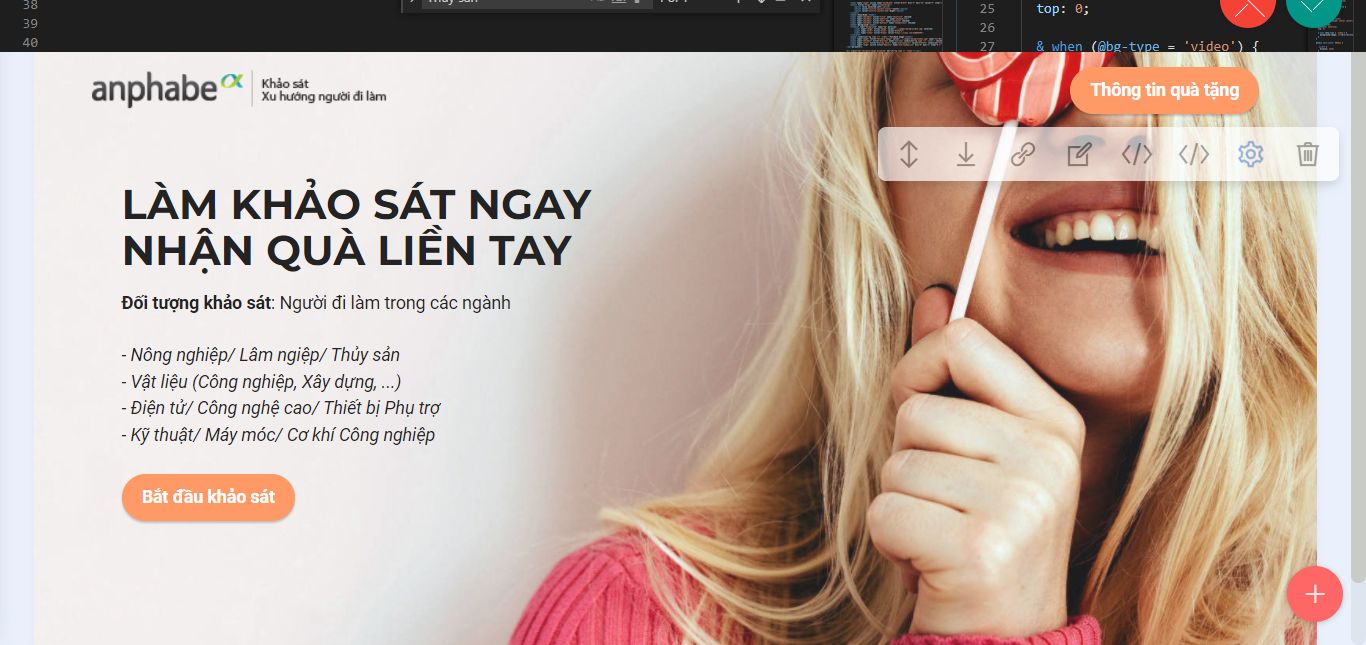 38
39
40
25
top: 0;
26
27
& when (@bg-type = 'video') {
anphabe
Khảo sát
Xu hướng người đi làm
Thông tin quà tặng
LÀM KHẢO SÁT NGAY
NHẬN QUÀ LIỀN TAY
Đối tượng khảo sát: Người đi làm trong các ngành
- Nông nghiệp/ Lâm ngiệp/ Thủy sản
- Vật liệu (Công nghiệp, Xây dựng, ...)
- Điện tử/ Công nghệ cao/ Thiết bị Phụ trợ
- Kỹ thuật/ Máy móc/ Cơ khí Công nghiệp
Bắt đầu khảo sát